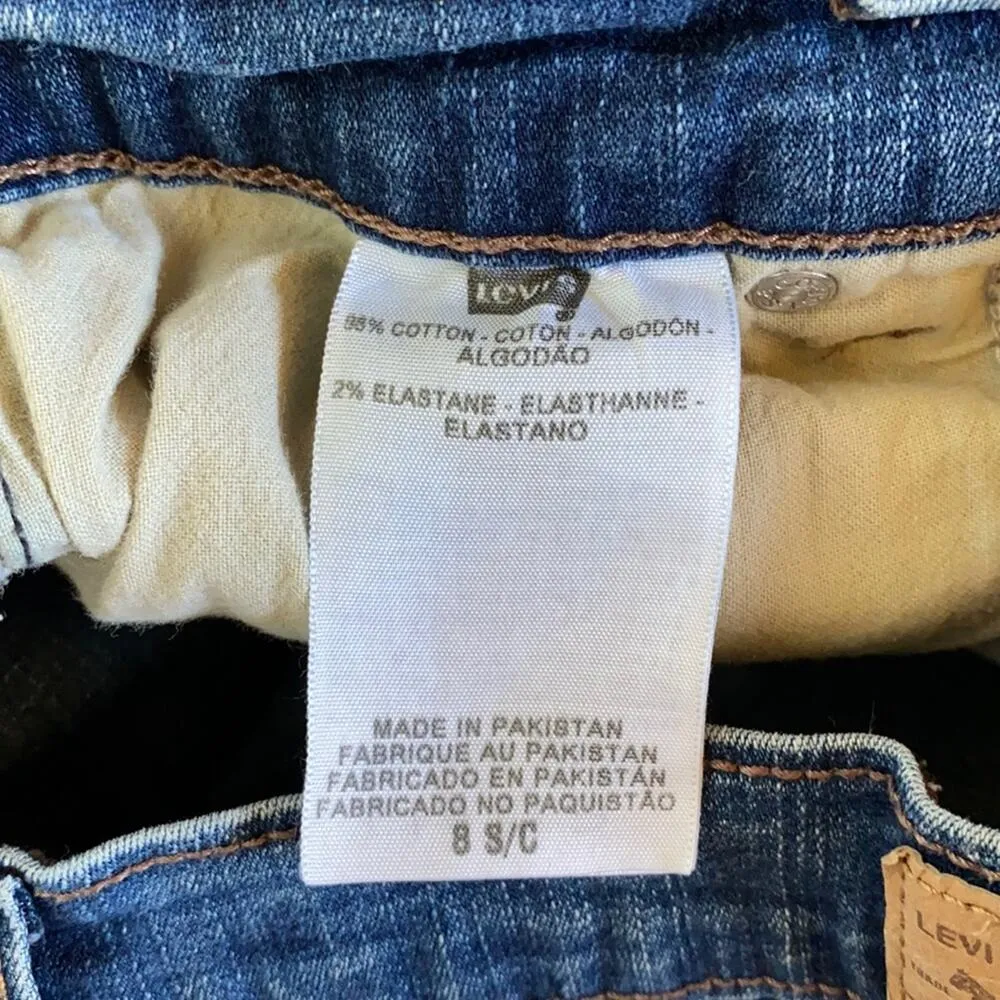 Levi's
98% COTTON - COTON - ALGODÓN -
ALGODÃO
2% ELASTANE - ELASTHANNE -
ELASTANO
MADE IN PAKISTAN
FABRIQUE AU PAKISTAN
FABRICADO EN PAKISTÁN
FABRICADO NO PAQUISTÃO
8 S/C
LEVI
TRADE